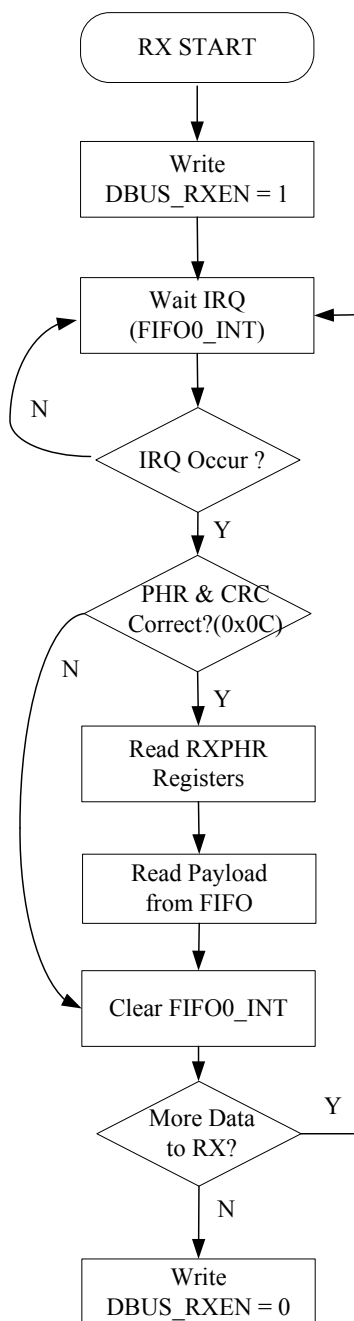 RX START
Write
DBUS_RXEN = 1
Wait IRQ
(FIFO0_INT)
N
IRQ Occur ?
Y
PHR & CRC
Correct?(0x0C)
N
Y
Read RXPHR
Registers
Read Payload
from FIFO
Clear FIFO0_INT
More Data
to RX?
Y
N
Write
DBUS_RXEN = 0